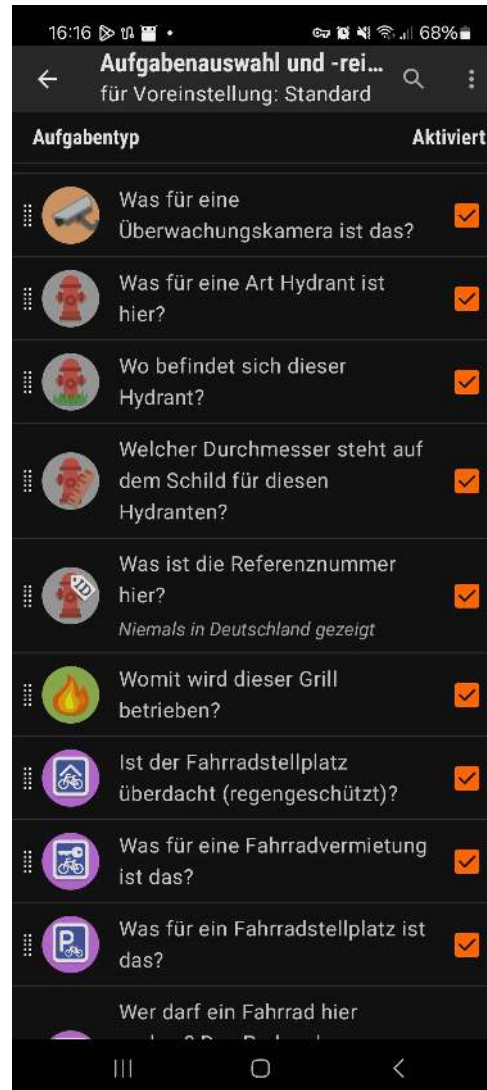 16:16 68%
Aufgabenauswahl und -rei...
für Voreinstellung: Standard
Aufgabentyp Aktiviert
Was für eine
Überwachungskamera ist das?
Was für eine Art Hydrant ist
hier?
Wo befindet sich dieser
Hydrant?
Welcher Durchmesser steht auf
dem Schild für diesen
Hydranten?
Was ist die Referenznummer
hier?
Niemals in Deutschland gezeigt
ID
Womit wird dieser Grill
betrieben?
Ist der Fahrradstellplatz
überdacht (regengeschützt)?
Was für eine Fahrradvermietung
ist das?
Was für ein Fahrradstellplatz ist
das?
P
Wer darf ein Fahrrad hier